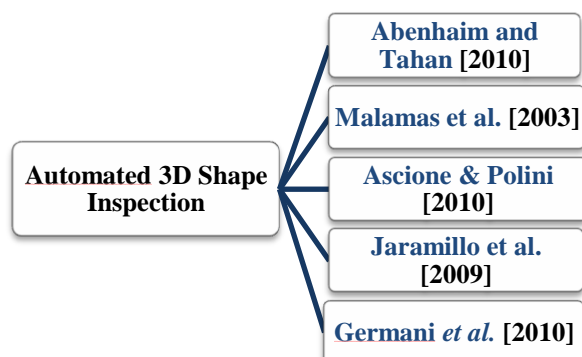 Automated 3D Shape
Inspection
Abenhaim and
Tahan [2010]
Malamas et al. [2003]
Ascione & Polini
[2010]
Jaramillo et al.
[2009]
Germani et al. [2010]